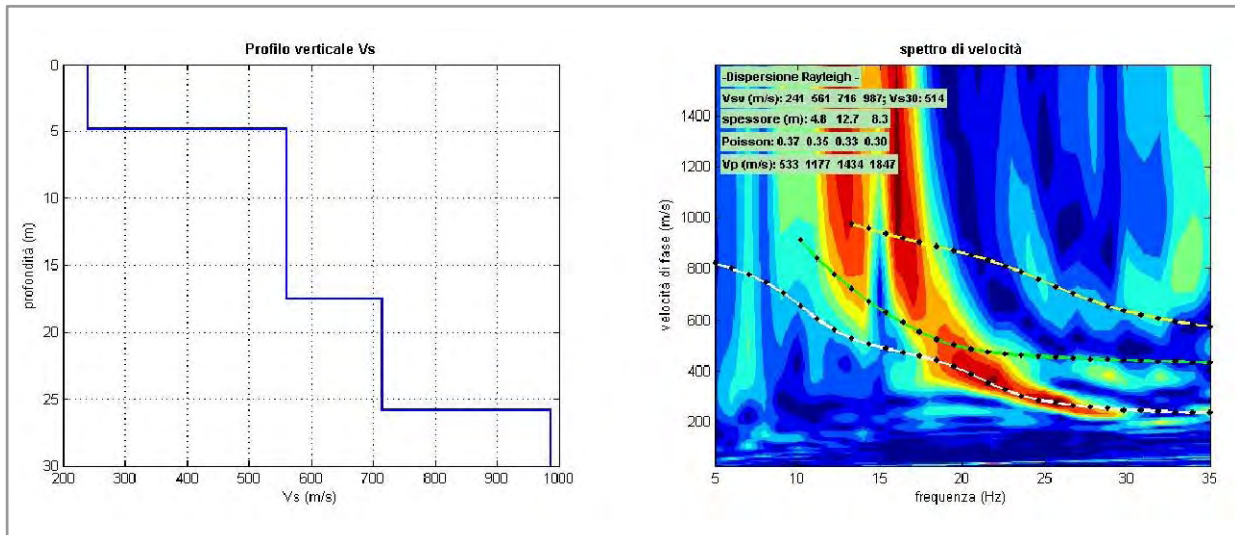 Profilo verticale Vs
0
5
10
15
20
25
30
profondità (m)
200 300 400 500 600 700 800 900 1000
Vs (m/s)
spettro di velocità
-Dispersione Rayleigh -
Vsv (m/s): 241 561 716 987; Vs30: 514
spessore (m): 4.8 12.7 8.3
Poisson: 0.37 0.35 0.33 0.30
Vp (m/s): 533 1177 1434 1847
1400
1200
1000
800
600
400
200
velocità di fase (m/s)
5 10 15 20 25 30 35
frequenza (Hz)